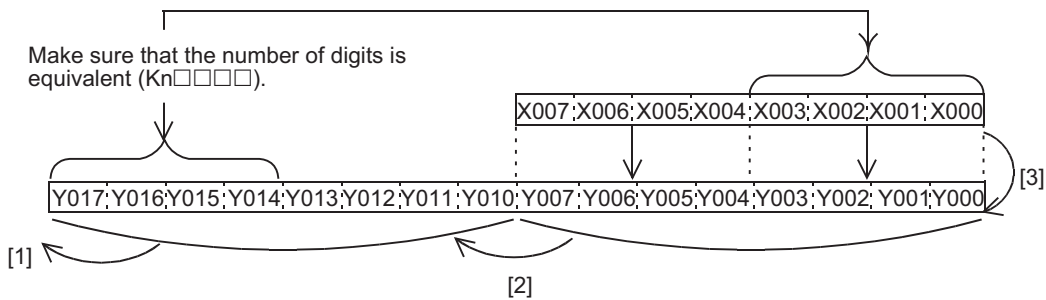 Make sure that the number of digits is
equivalent (Kn□□□□).
X007 X006 X005 X004 X003 X002 X001 X000
[3]
Y017 Y016 Y015 Y014 Y013 Y012 Y011 Y010 Y007 Y006 Y005 Y004 Y003 Y002 Y001 Y000
[1]
[2]